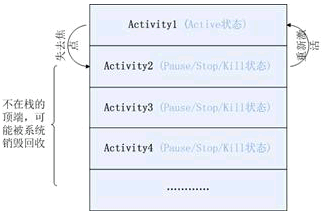 Activity1 (Active状态)
失去焦点
重新激活
Activity2 (Pause/Stop/Kill状态)
不在栈的
顶端，可
能被系统
销毁回收
Activity3 (Pause/Stop/Kill状态)
Activity4 (Pause/Stop/Kill状态)
…………